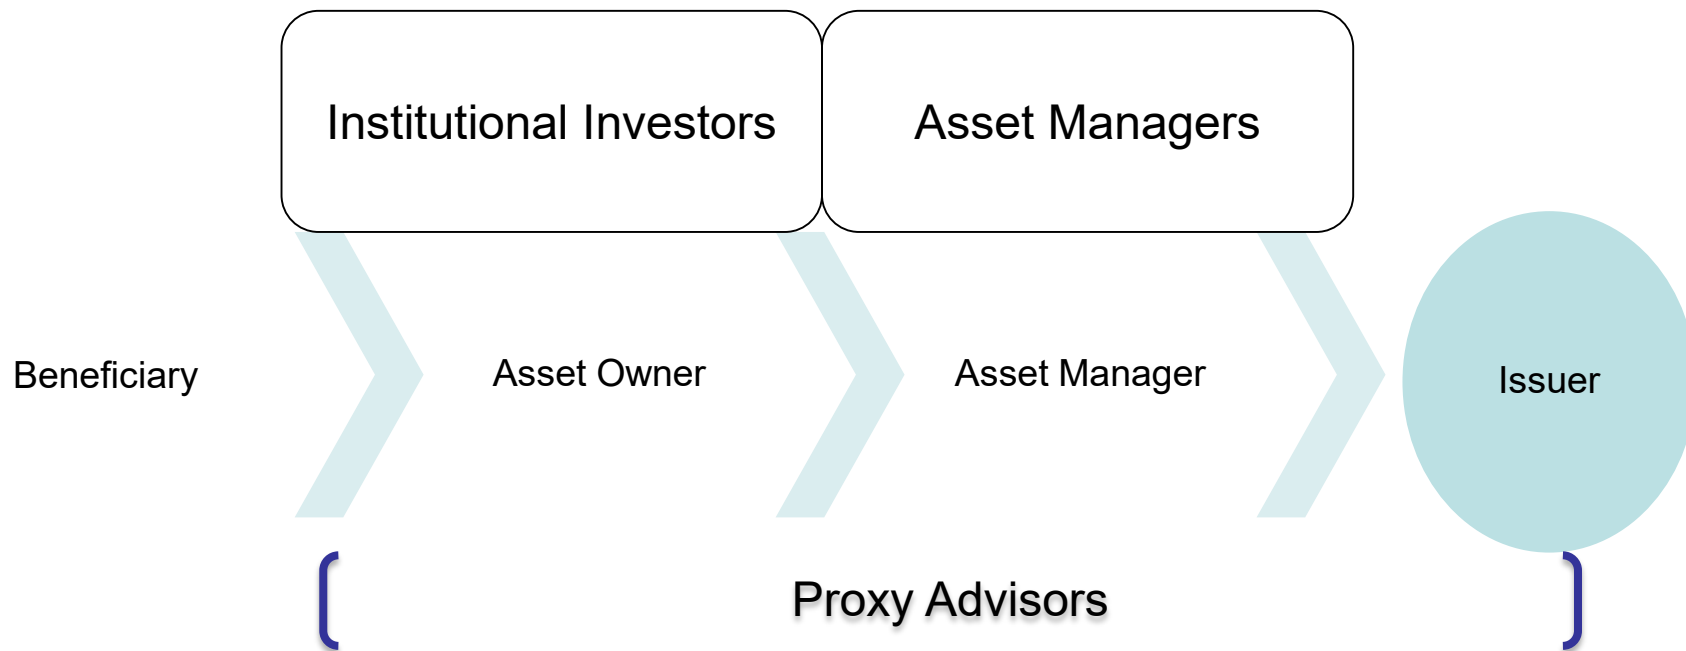 Institutional Investors
Asset Managers
Beneficiary
Asset Owner
Asset Manager
Issuer
Proxy Advisors